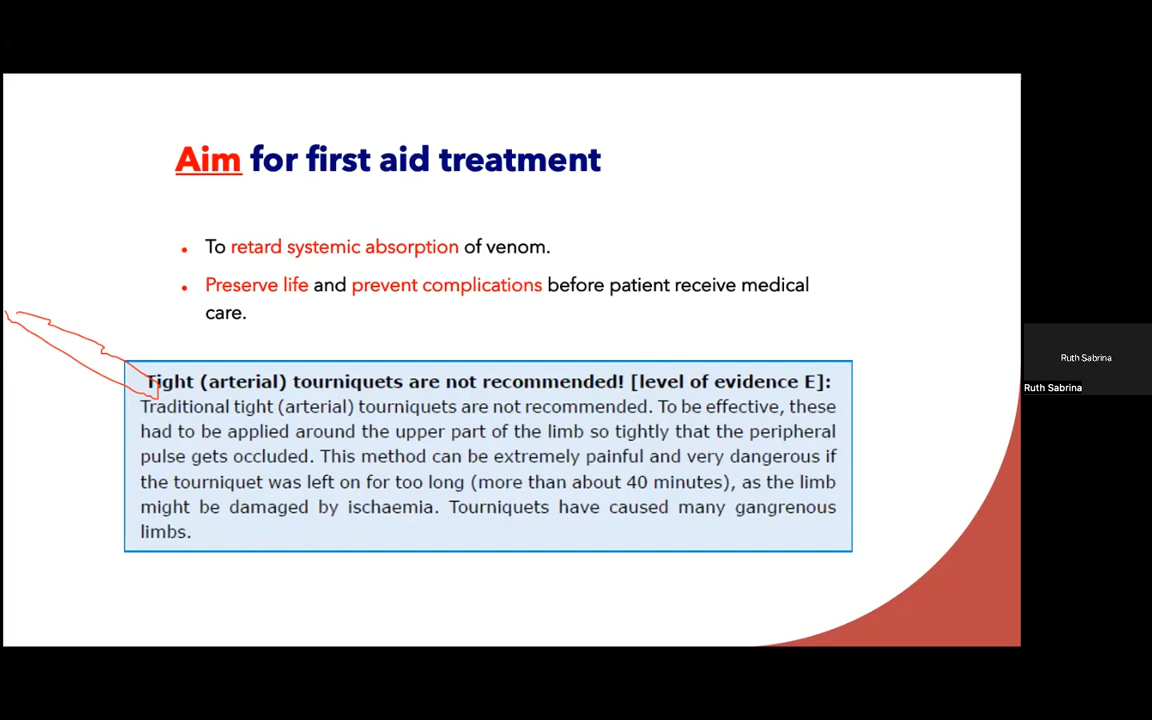 Aim for first aid treatment
• To retard systemic absorption of venom.
• Preserve life and prevent complications before patient receive medical
care.
Tight (arterial) tourniquets are not recommended! [level of evidence E]:
Traditional tight (arterial) tourniquets are not recommended. To be effective, these
had to be applied around the upper part of the limb so tightly that the peripheral
pulse gets occluded. This method can be extremely painful and very dangerous if
the tourniquet was left on for too long (more than about 40 minutes), as the limb
might be damaged by ischaemia. Tourniquets have caused many gangrenous
limbs.
Ruth Sabrina
Ruth Sabrina